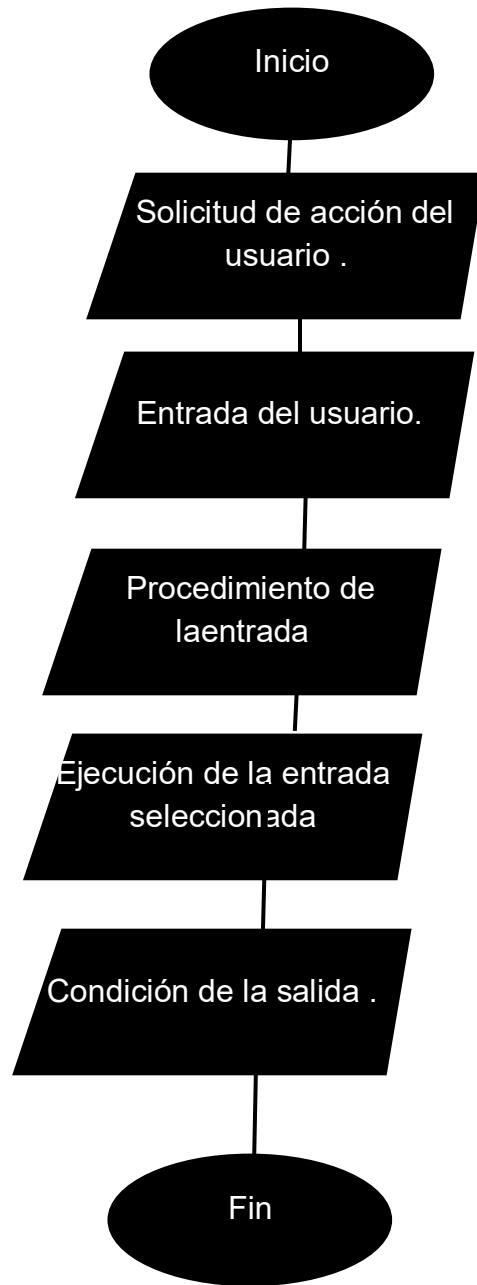 Inicio
Solicitud de acción del
usuario .
Entrada del usuario.
Procedimiento de
laentrada
Ejecución de la entrada
seleccionada
Condición de la salida .
Fin